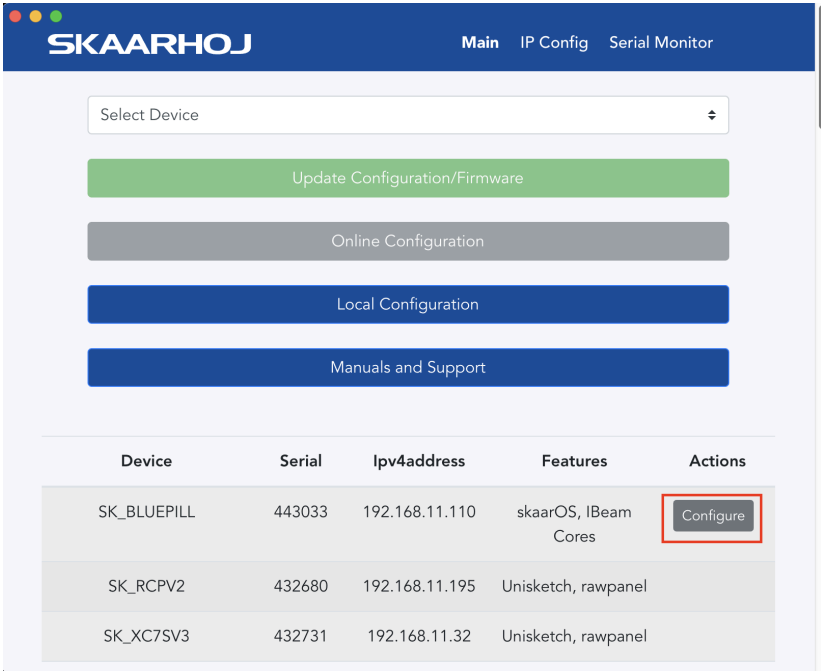 SKAARHOJ
Main IP Config Serial Monitor
Select Device
Update Configuration/Firmware
Online Configuration
Local Configuration
Manuals and Support
Device Serial Ipv4address Features Actions
SK_BLUEPILL 443033 192.168.11.110 skaarOS, IBeam Configure
Cores
SK_RCPV2 432680 192.168.11.195 Unisketch, rawpanel
SK_XC7SV3 432731 192.168.11.32 Unisketch, rawpanel